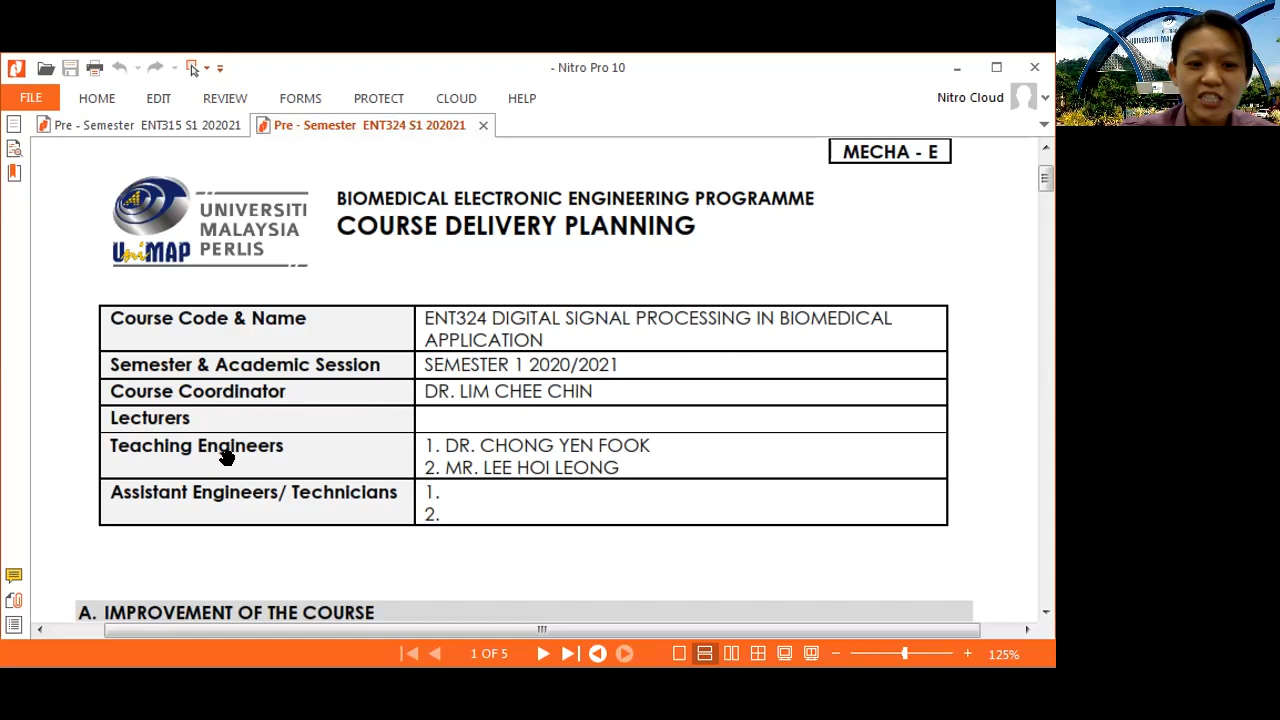 - Nitro Pro 10
FILE
HOME
EDIT
REVIEW
FORMS
PROTECT
CLOUD
HELP
Nitro Cloud
Pre - Semester ENT315 S1 202021
Pre - Semester ENT324 S1 202021
MECHA - E
UNIVERSITI
MALAYSIA
PERLIS
UniMAP
BIOMEDICAL ELECTRONIC ENGINEERING PROGRAMME
COURSE DELIVERY PLANNING
Course Code & Name
ENT324 DIGITAL SIGNAL PROCESSING IN BIOMEDICAL
APPLICATION
Semester & Academic Session
SEMESTER 1 2020/2021
Course Coordinator
DR. LIM CHEE CHIN
Lecturers
Teaching Engineers
1. DR. CHONG YEN FOOK
2. MR. LEE HOI LEONG
Assistant Engineers/ Technicians
1.
2.
A. IMPROVEMENT OF THE COURSE
1 OF 5
125%